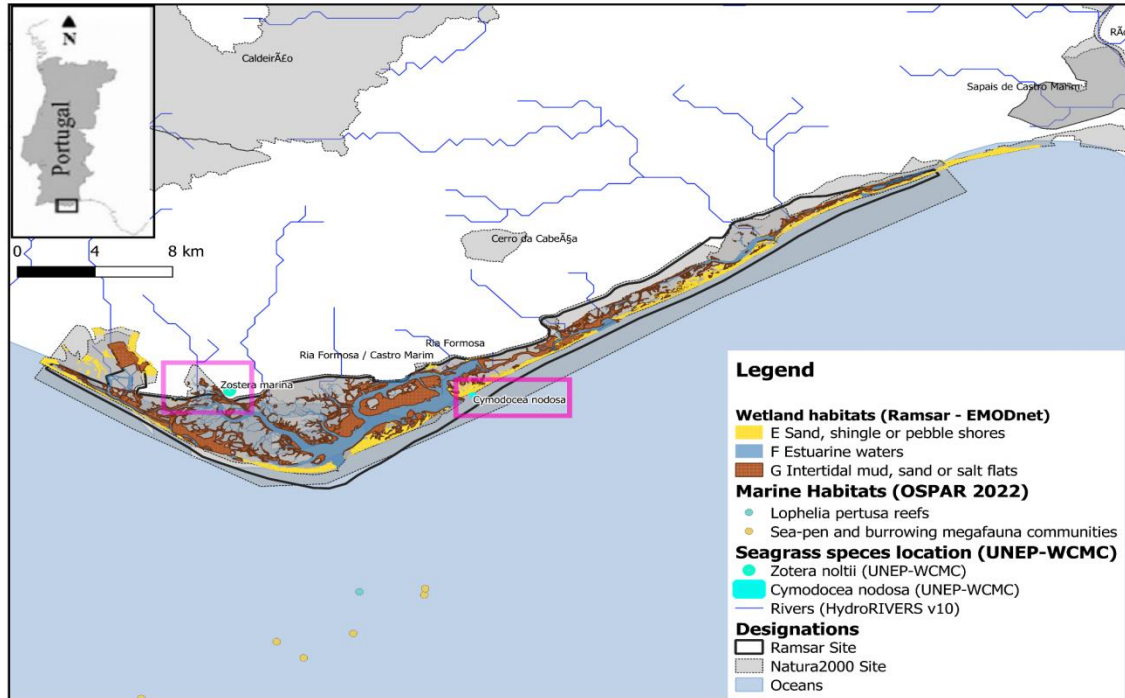 N
Portugal
0 4 8 km
CaldeirÃ£o
RÃ
Sapais de Castro Marim
Cerro da CabeÃ§a
Ria Formosa / Castro Marim
Ria Formosa
Zostera marina
Cymodocea nodosa
Legend
Wetland habitats (Ramsar - EMODnet)
E Sand, shingle or pebble shores
F Estuarine waters
G Intertidal mud, sand or salt flats
Marine Habitats (OSPAR 2022)
Lophelia pertusa reefs
Sea-pen and burrowing megafauna communities
Seagrass speces location (UNEP-WCMC)
Zotera noltii (UNEP-WCMC)
Cymodocea nodosa (UNEP-WCMC)
Rivers (HydroRIVERS v10)
Designations
Ramsar Site
Natura2000 Site
Oceans